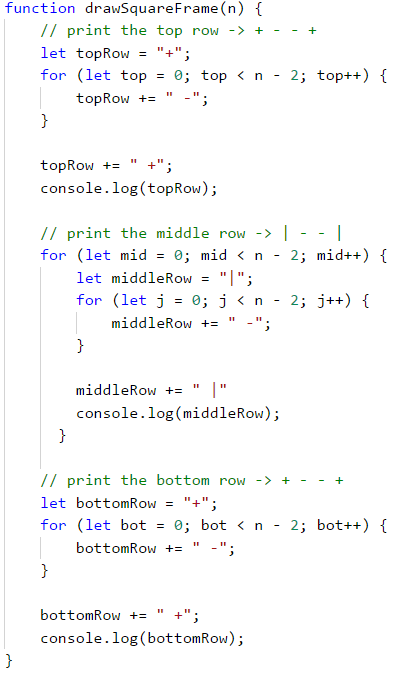 function drawSquareFrame(n) {
    // print the top row -> + - - +
    let topRow = "+";
    for (let top = 0; top < n - 2; top++) {
        topRow += " -";
    }

    topRow += " +";
    console.log(topRow);

    // print the middle row -> | - - |
    for (let mid = 0; mid < n - 2; mid++) {
        let middleRow = "|";
        for (let j = 0; j < n - 2; j++) {
            middleRow += " -";
        }

        middleRow += " |"
        console.log(middleRow);
      }

    // print the bottom row -> + - - +
    let bottomRow = "+";
    for (let bot = 0; bot < n - 2; bot++) {
        bottomRow += " -";
    }

    bottomRow += " +";
    console.log(bottomRow);
}